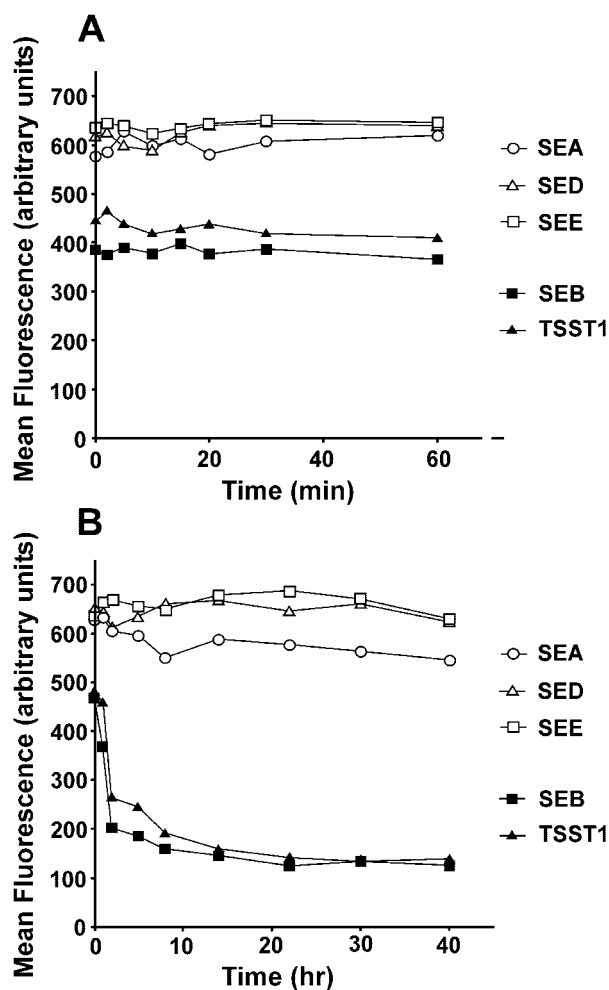 A
Mean Fluorescence (arbitrary units)
700
600
500
400
300
200
100
0
0 20 40 60
Time (min)
SEA
SED
SEE
SEB
TSST1
B
Mean Fluorescence (arbitrary units)
700
600
500
400
300
200
100
0
0 10 20 30 40
Time (hr)
SEA
SED
SEE
SEB
TSST1